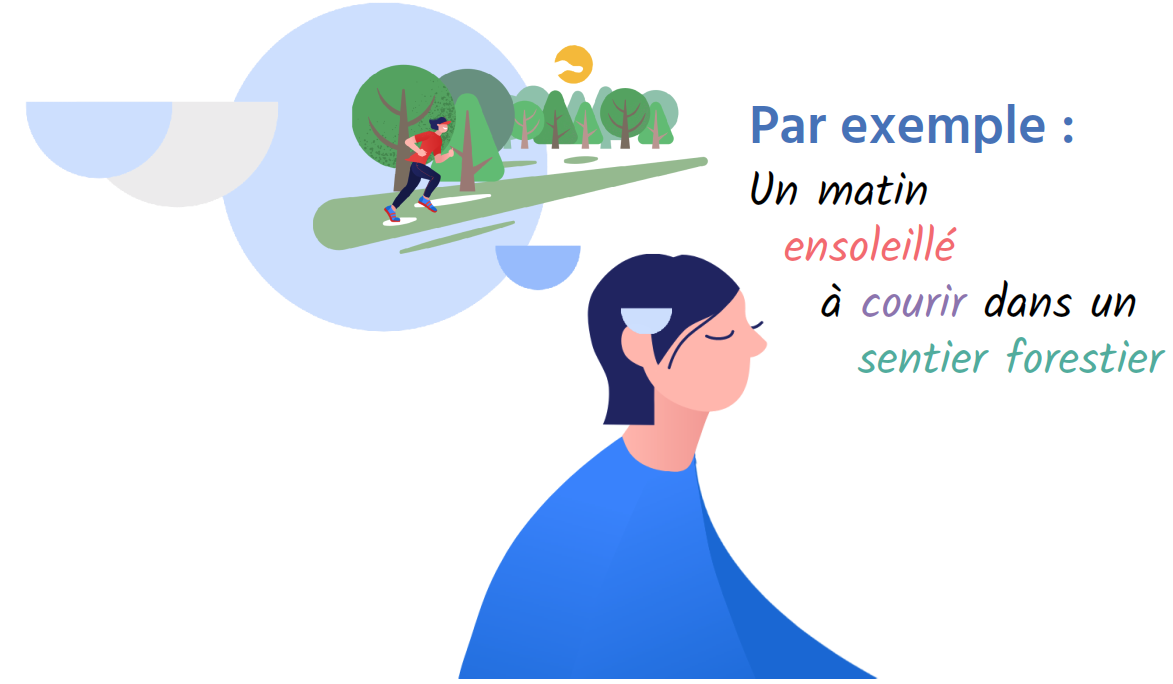 Par exemple :
Un matin
ensoleillé
à courir dans un
sentier forestier